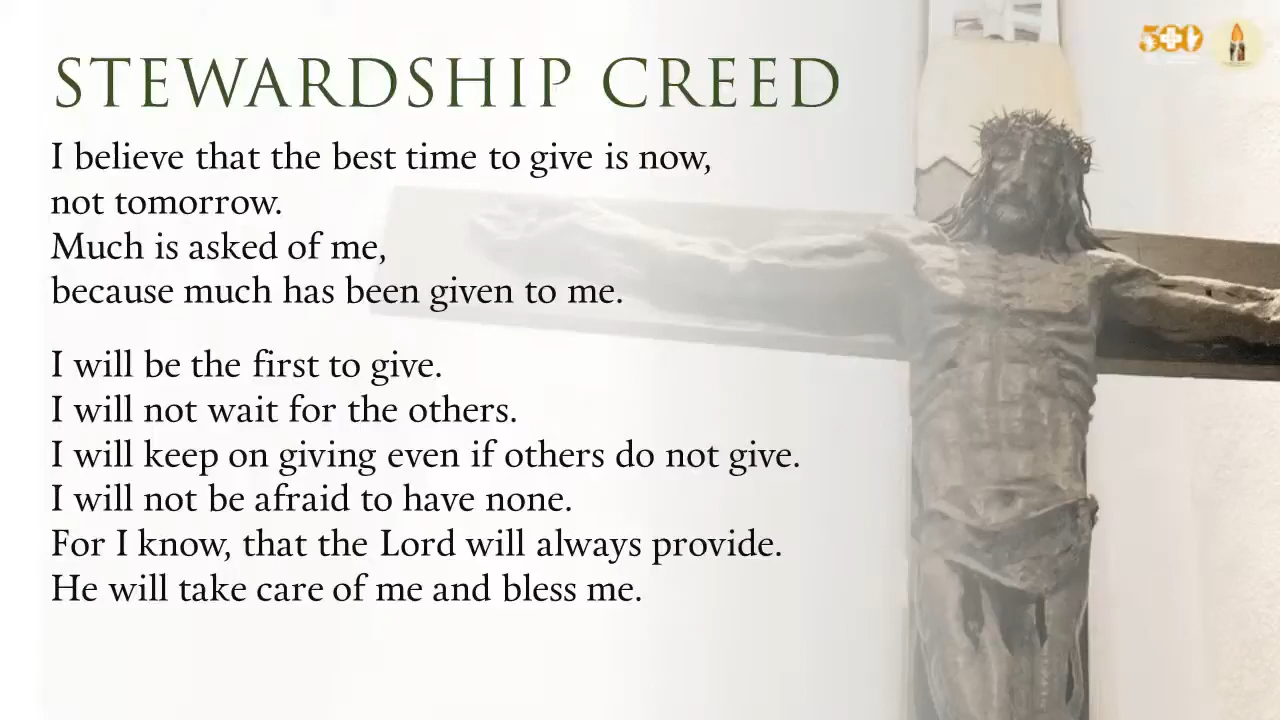 STEWARDSHIP CREED
I believe that the best time to give is now,
not tomorrow.
Much is asked of me,
because much has been given to me.
I will be the first to give.
I will not wait for the others.
I will keep on giving even if others do not give.
I will not be afraid to have none.
For I know, that the Lord will always provide.
He will take care of me and bless me.
500